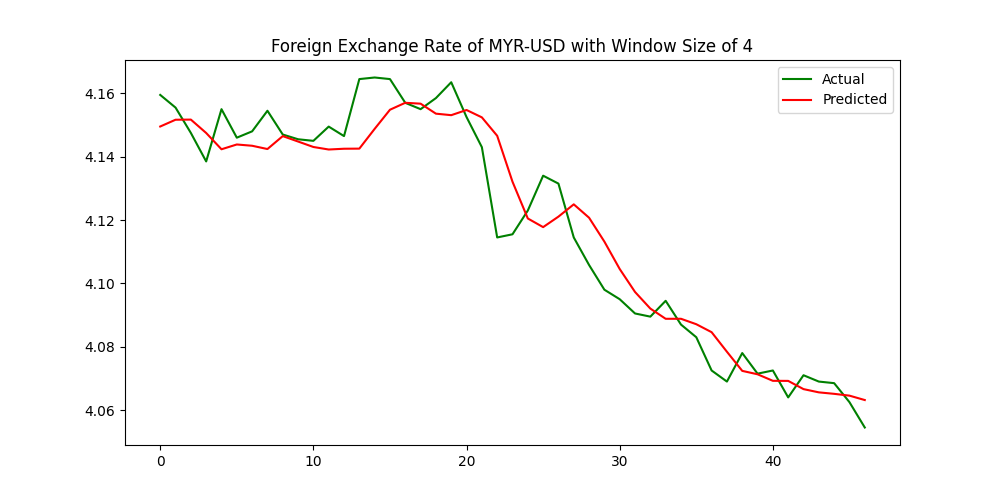 Foreign Exchange Rate of MYR-USD with Window Size of 4
Actual
Predicted
4.16
4.14
4.12
4.10
4.08
4.06
0 10 20 30 40